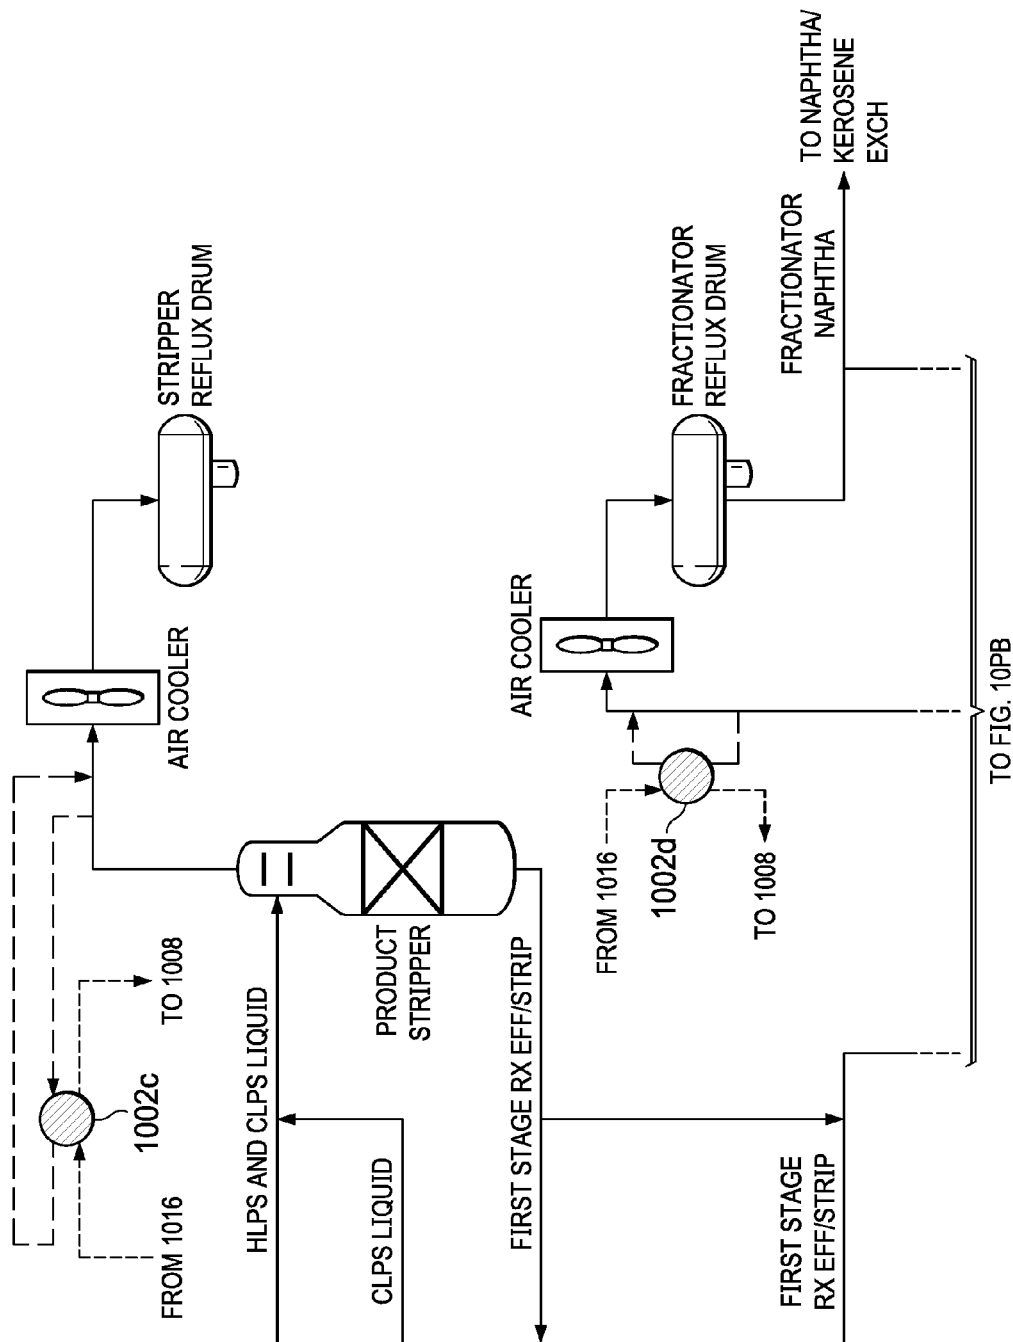 STRIPPER
REFLUX DRUM
AIR COOLER
TO 1008
1002c
FROM 1016
HLPS AND CLPS LIQUID
PRODUCT
STRIPPER
CLPS LIQUID
FIRST STAGE RX EFF/STRIP
TO NAPHTHA/
KEROSENE
EXCH
FRACTIONATOR
NAPHTHA
FRACTIONATOR
REFLUX DRUM
AIR COOLER
FROM 1016
1002d
TO 1008
FIRST STAGE
RX EFF/STRIP
TO FIG. 10PB